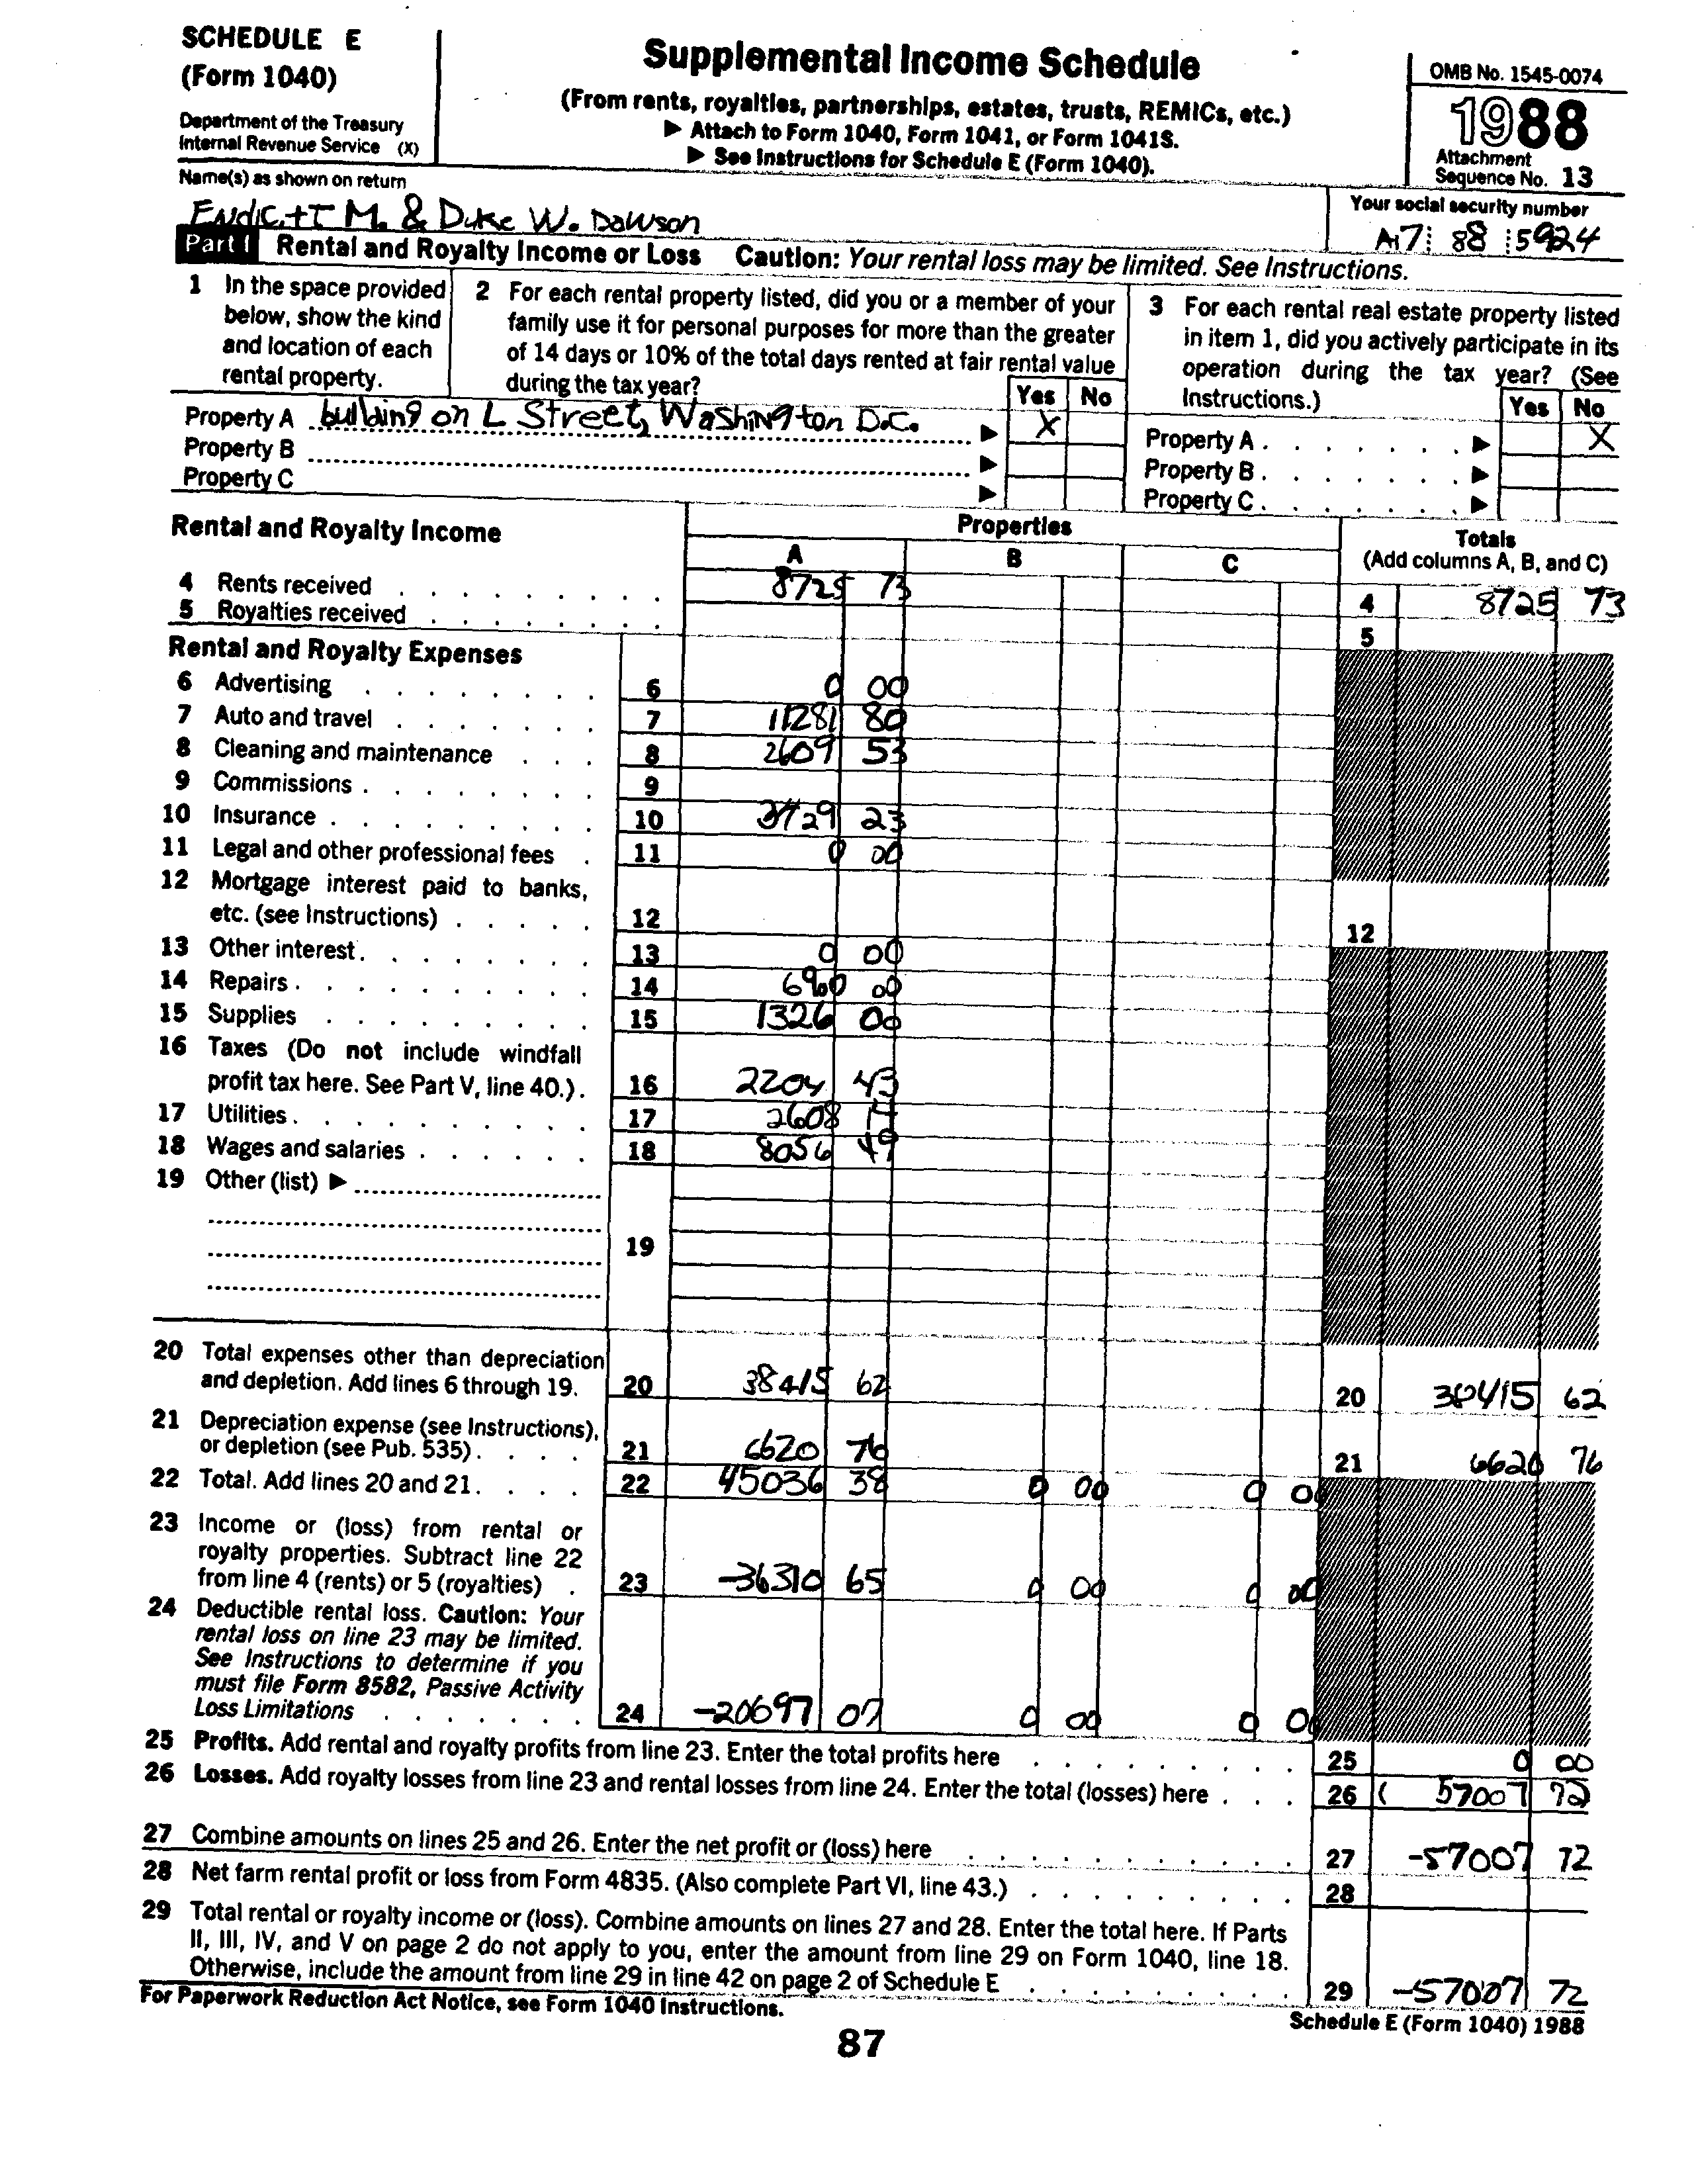 SCHEDULE E
(Form 1040)
Department of the Treasury
Internal Revenue Service (X)
Supplemental Income Schedule
(From rents, royalties, partnerships, estates, trusts, REMICs, etc.)
▶ Attach to Form 1040, Form 1041, or Form 1041S.
▶ See Instructions for Schedule E (Form 1040).
OMB No. 1545-0074
1988
Attachment
Sequence No. 13
Name(s) as shown on return
Endicott M. & Duke W. Dawson
Your social security number
A17 88 5924
Part I Rental and Royalty Income or Loss Caution: Your rental loss may be limited. See Instructions.
1 In the space provided
below, show the kind
and location of each
rental property.
2 For each rental property listed, did you or a member of your
family use it for personal purposes for more than the greater
of 14 days or 10% of the total days rented at fair rental value
during the tax year?
Yes No
3 For each rental real estate property listed
in item 1, did you actively participate in its
operation during the tax year? (See
Instructions.)
Yes No
Property A building on L Street, Washington D.C. ▶ X
Property B ▶
Property C ▶
Property A . . . . . . . ▶ X
Property B . . . . . . . ▶
Property C . . . . . . . ▶
Rental and Royalty Income
Properties
A B C
Totals
(Add columns A, B, and C)
4 Rents received 8725 73 4 8725 73
5 Royalties received 5
Rental and Royalty Expenses
6 Advertising 6 0 00
7 Auto and travel 7 11281 80
8 Cleaning and maintenance 8 2609 53
9 Commissions 9
10 Insurance 10 3429 23
11 Legal and other professional fees 11 0 00
12 Mortgage interest paid to banks,
etc. (see Instructions) 12 12
13 Other interest 13 0 00
14 Repairs 14 6900 00
15 Supplies 15 1326 00
16 Taxes (Do not include windfall
profit tax here. See Part V, line 40.) 16 2204 43
17 Utilities 17 2608 14
18 Wages and salaries 18 8056 49
19 Other (list) ▶
19
20 Total expenses other than depreciation
and depletion. Add lines 6 through 19. 20 38415 62 20 38415 62
21 Depreciation expense (see Instructions),
or depletion (see Pub. 535) 21 6620 76 21 6620 76
22 Total. Add lines 20 and 21 22 45036 38 0 00 0 00
23 Income or (loss) from rental or
royalty properties. Subtract line 22
from line 4 (rents) or 5 (royalties) 23 -36310 65 0 00 0 00
24 Deductible rental loss. Caution: Your
rental loss on line 23 may be limited.
See Instructions to determine if you
must file Form 8582, Passive Activity
Loss Limitations 24 -20697 07 0 00 0 00
25 Profits. Add rental and royalty profits from line 23. Enter the total profits here 25 0 00
26 Losses. Add royalty losses from line 23 and rental losses from line 24. Enter the total (losses) here 26 ( 57007 72
27 Combine amounts on lines 25 and 26. Enter the net profit or (loss) here 27 -57007 72
28 Net farm rental profit or loss from Form 4835. (Also complete Part VI, line 43.) 28
29 Total rental or royalty income or (loss). Combine amounts on lines 27 and 28. Enter the total here. If Parts
II, III, IV, and V on page 2 do not apply to you, enter the amount from line 29 on Form 1040, line 18.
Otherwise, include the amount from line 29 in line 42 on page 2 of Schedule E 29 -57007 72
For Paperwork Reduction Act Notice, see Form 1040 Instructions.
Schedule E (Form 1040) 1988
87